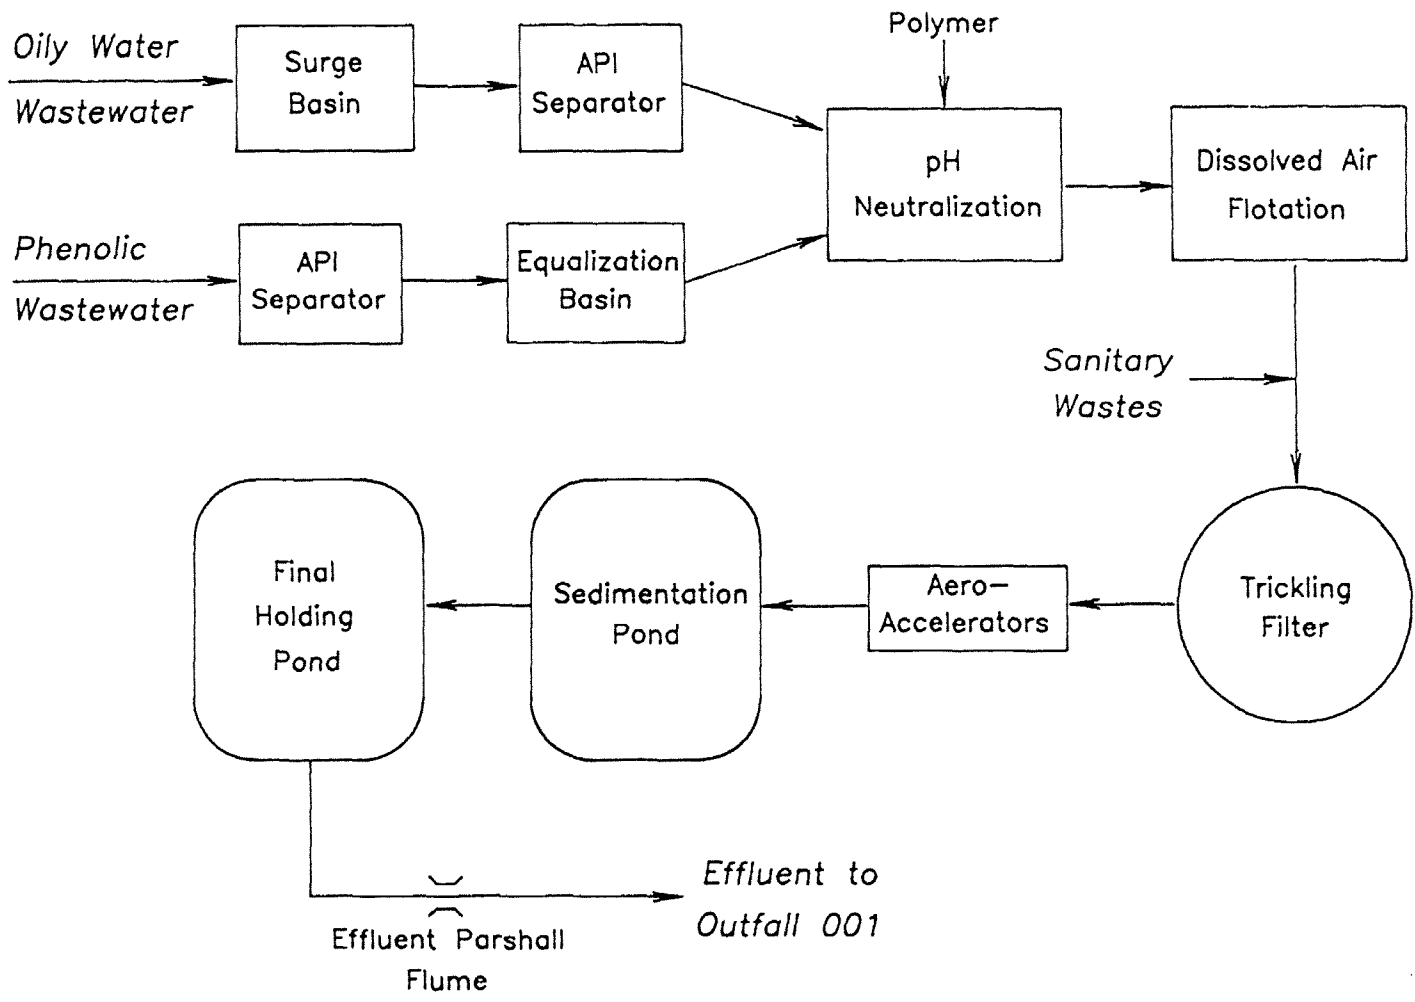 Polymer
Oily Water
Wastewater
Surge
Basin
API
Separator
pH
Neutralization
Dissolved Air
Flotation
Phenolic
Wastewater
API
Separator
Equalization
Basin
Sanitary
Wastes
Trickling
Filter
Aero-
Accelerators
Sedimentation
Pond
Final
Holding
Pond
Effluent Parshall
Flume
Effluent to
Outfall 001